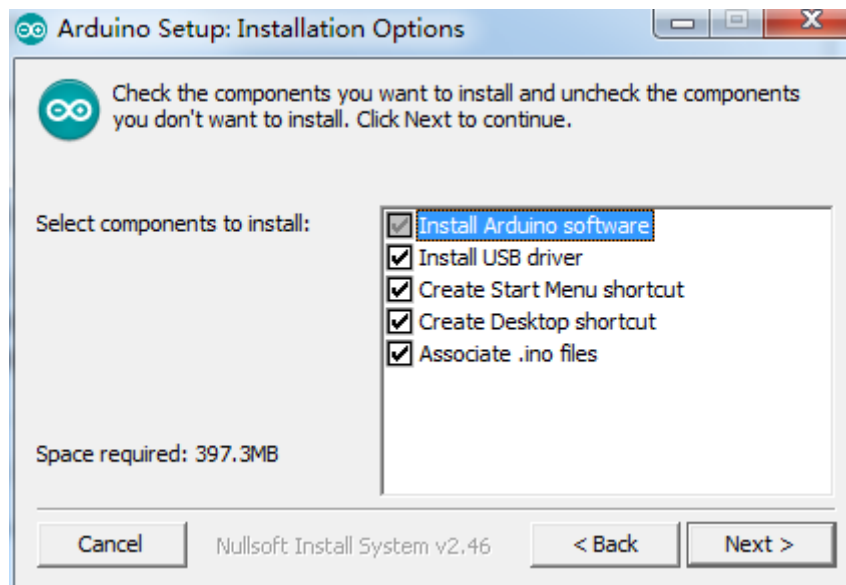 Arduino Setup: Installation Options
Check the components you want to install and uncheck the components
you don't want to install. Click Next to continue.
Select components to install:
Install Arduino software
Install USB driver
Create Start Menu shortcut
Create Desktop shortcut
Associate .ino files
Space required: 397.3MB
Cancel
Nullsoft Install System v2.46
< Back
Next >